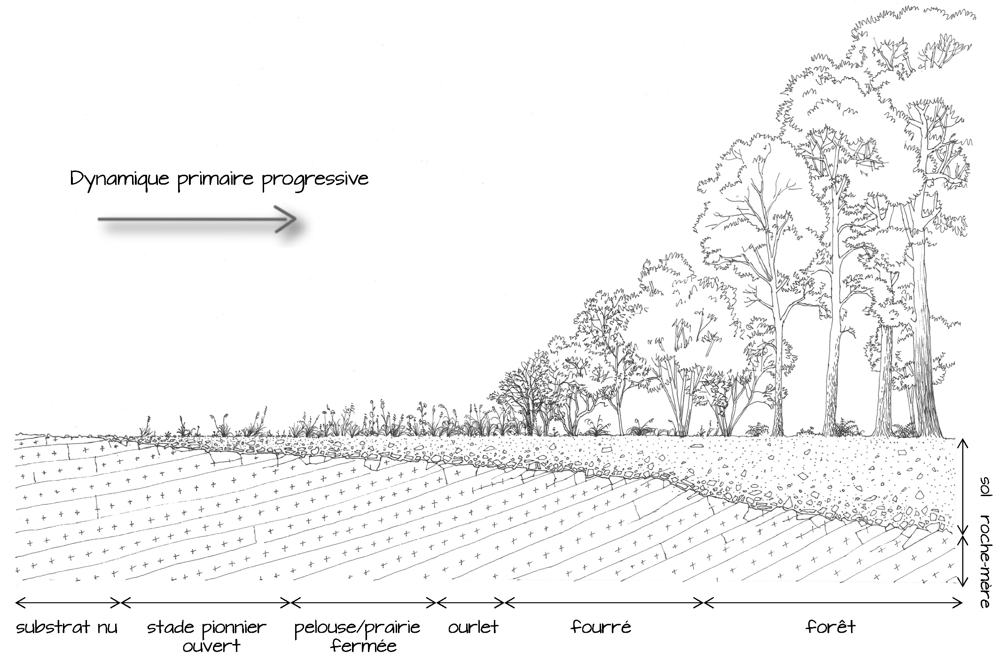 Dynamique primaire progressive
sol
roche-mère
substrat nu
stade pionnier
ouvert
pelouse/prairie
fermée
ourlet
fourré
forêt